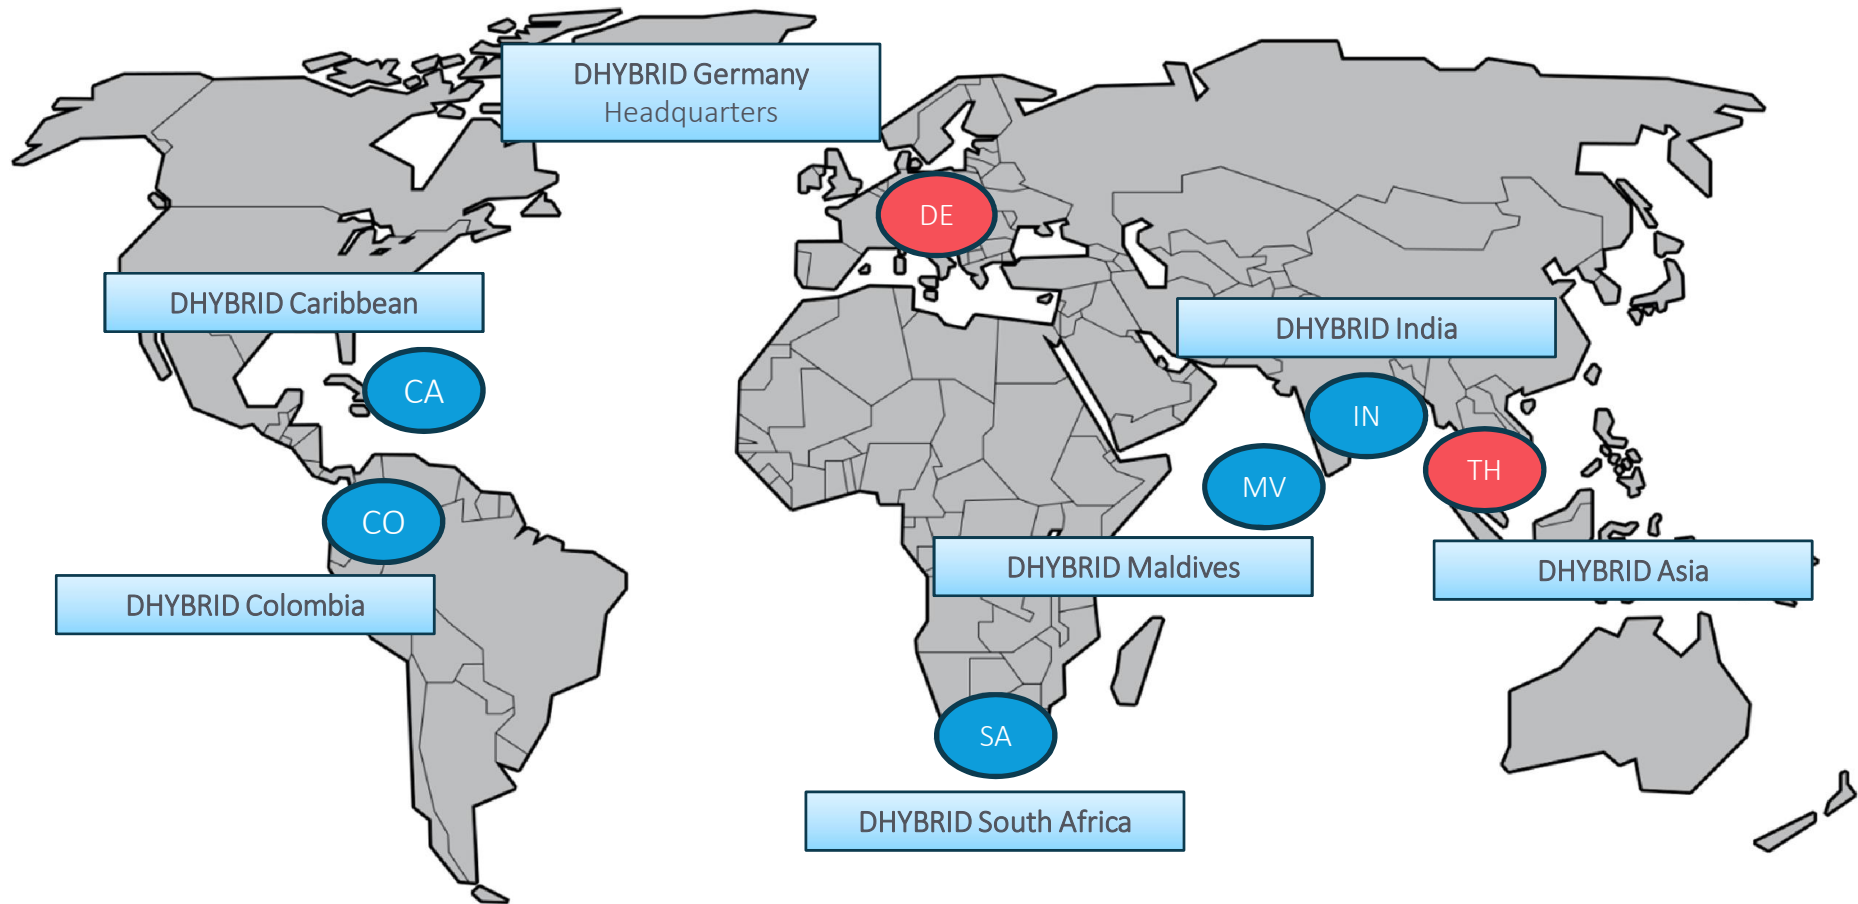 DHYBRID Germany
Headquarters
DE
DHYBRID Caribbean
DHYBRID India
CA
IN
TH
MV
CO
DHYBRID Maldives
DHYBRID Asia
DHYBRID Colombia
SA
DHYBRID South Africa